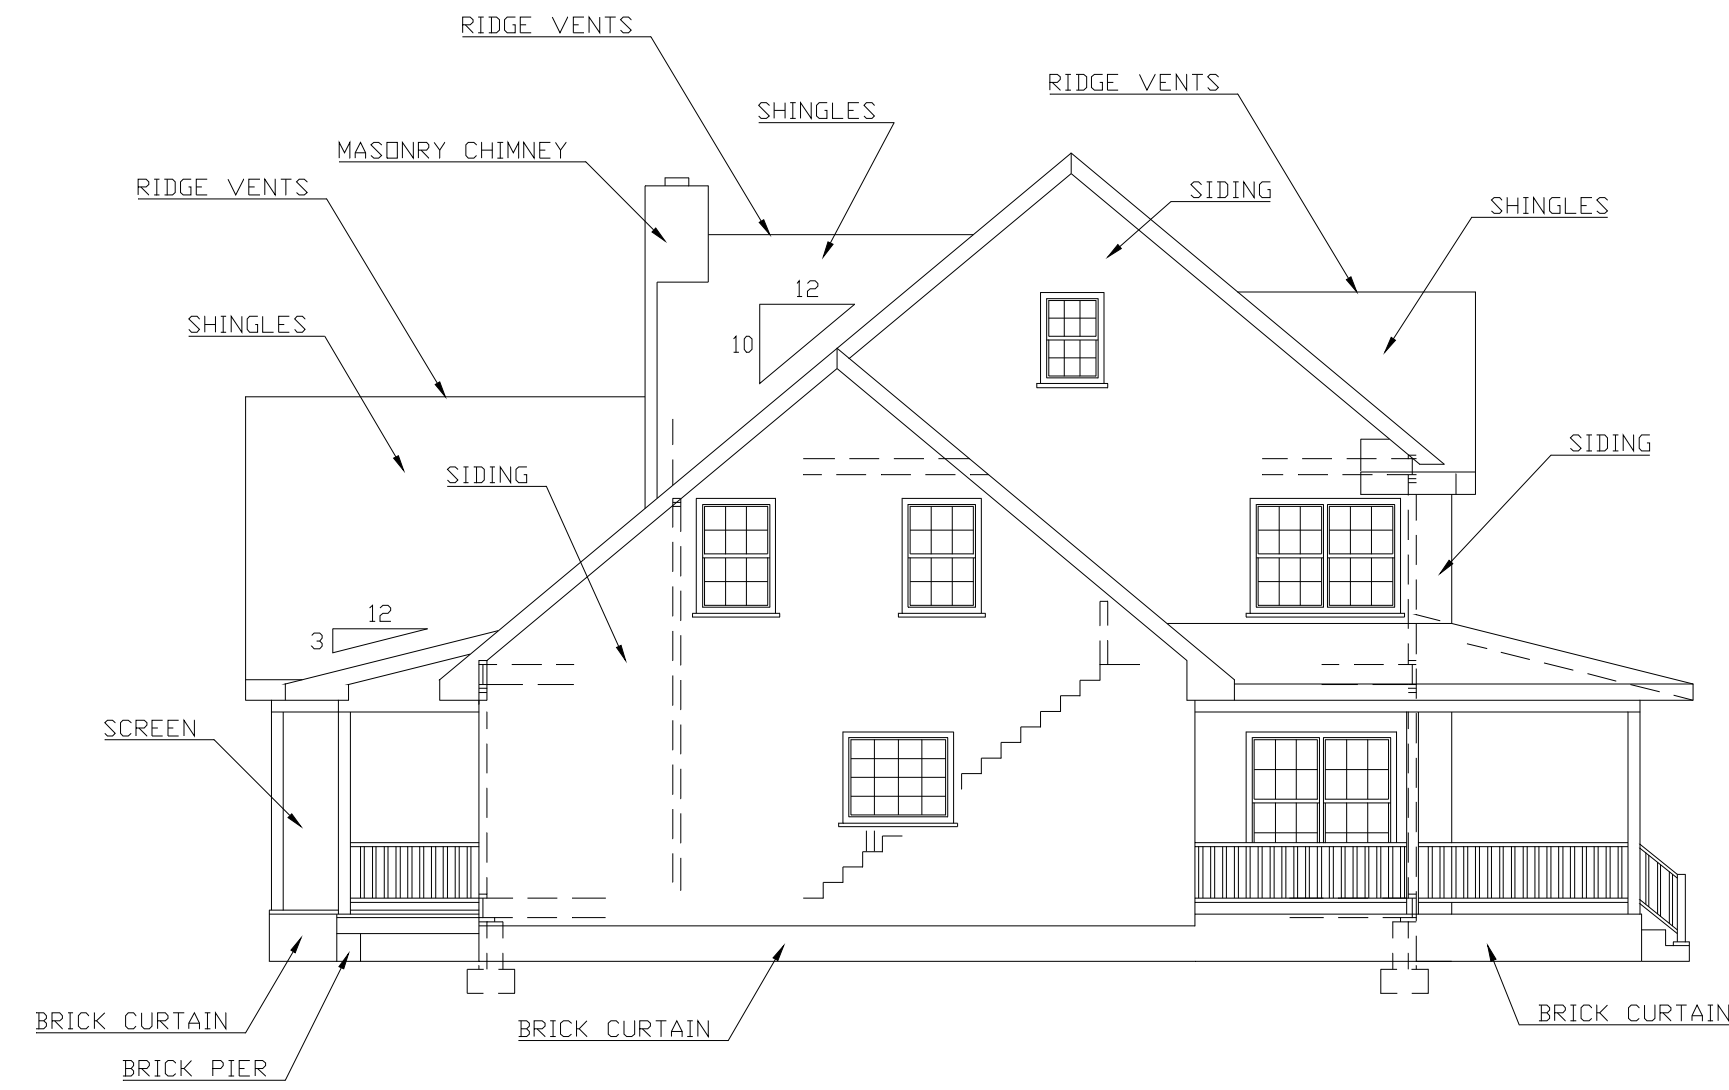 RIDGE VENTS
RIDGE VENTS
SHINGLES
MASONRY CHIMNEY
RIDGE VENTS
SIDING
SHINGLES
12
10
SHINGLES
SIDING
SIDING
12
3
SCREEN
BRICK CURTAIN
BRICK CURTAIN
BRICK CURTAIN
BRICK PIER